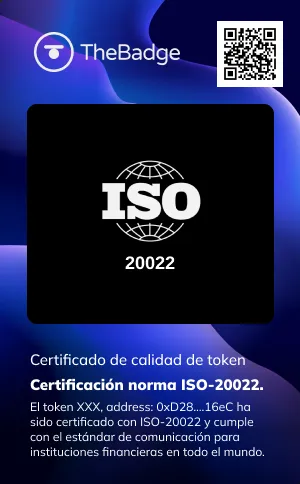 TheBadge
ISO
20022
Certificado de calidad de token
Certificación norma ISO-20022.
El token XXX, address: 0xD28....16eC ha
sido certificado con ISO-20022 y cumple
con el estándar de comunicación para
instituciones financieras en todo el mundo.